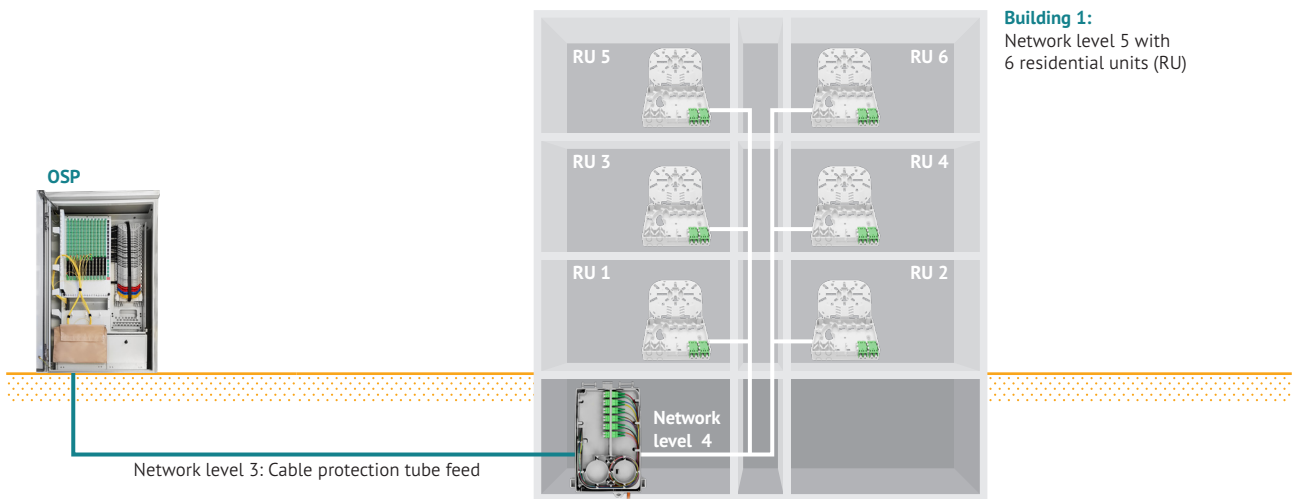 Building 1:
Network level 5 with
6 residential units (RU)
RU 5
RU 6
RU 3
RU 4
OSP
RU 1
RU 2
Network
level 4
Network level 3: Cable protection tube feed